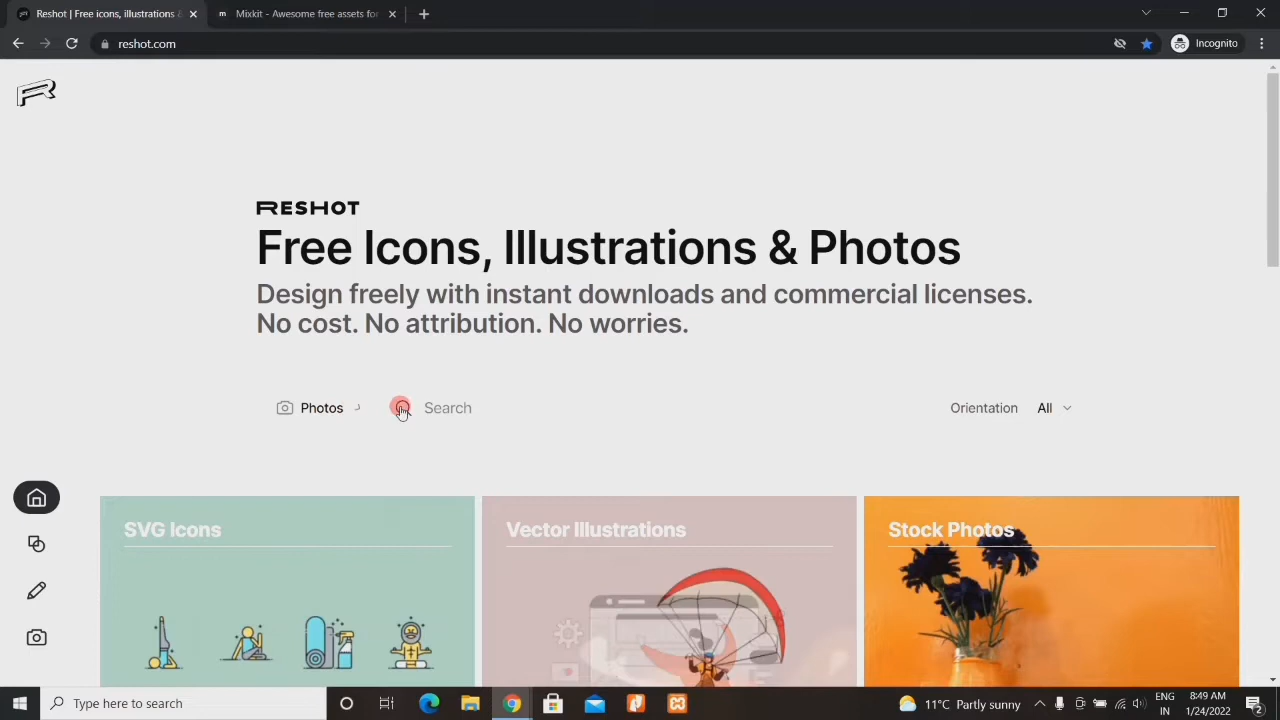 Reshot | Free icons, illustrations &
Mixkit - Awesome free assets for
reshot.com
Incognito
RESHOT
Free Icons, Illustrations & Photos
Design freely with instant downloads and commercial licenses.
No cost. No attribution. No worries.
Photos
Search
Orientation
All
SVG Icons
Vector Illustrations
Stock Photos
Type here to search
11°C Partly sunny
ENG
IN
8:49 AM
1/24/2022
2